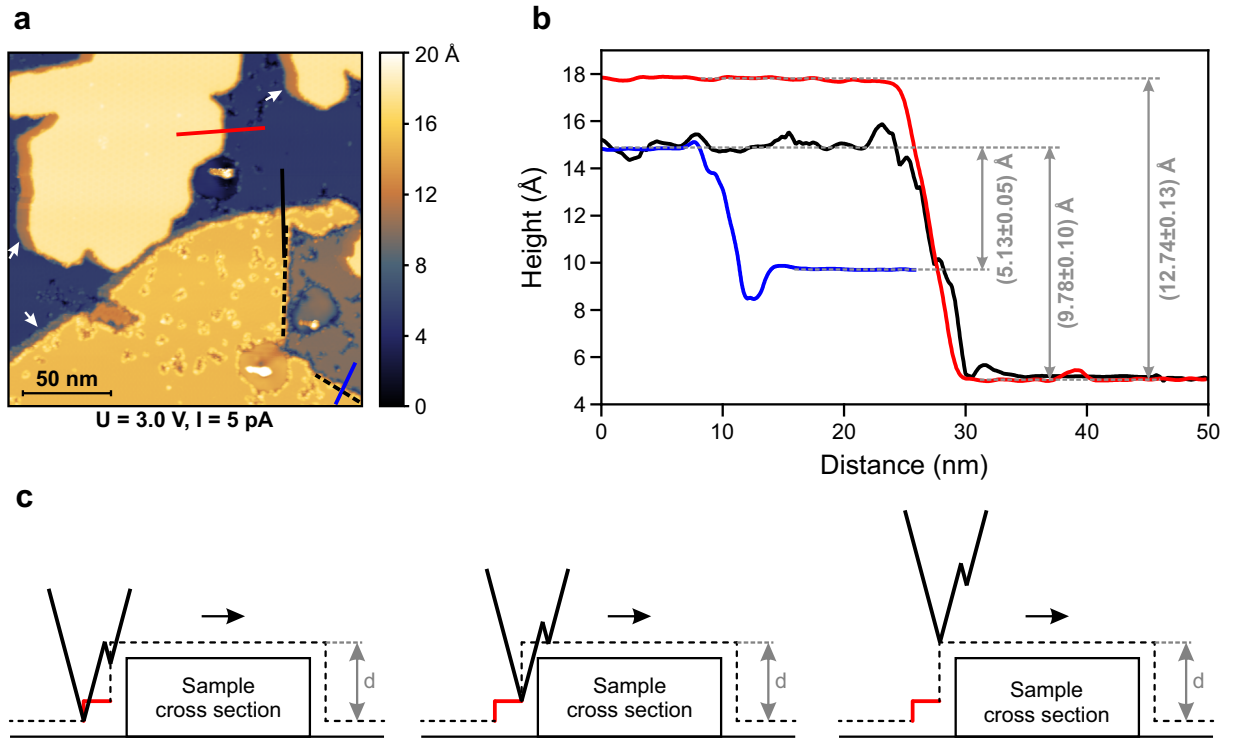 a
20 Å
16
12
8
4
0
50 nm
U = 3.0 V, I = 5 pA
b
Height (Å)
18
16
14
12
10
8
6
4
0
10
20
30
40
50
Distance (nm)
(5.13±0.05) Å
(9.78±0.10) Å
(12.74±0.13) Å
c
Sample
cross section
d
Sample
cross section
d
Sample
cross section
d